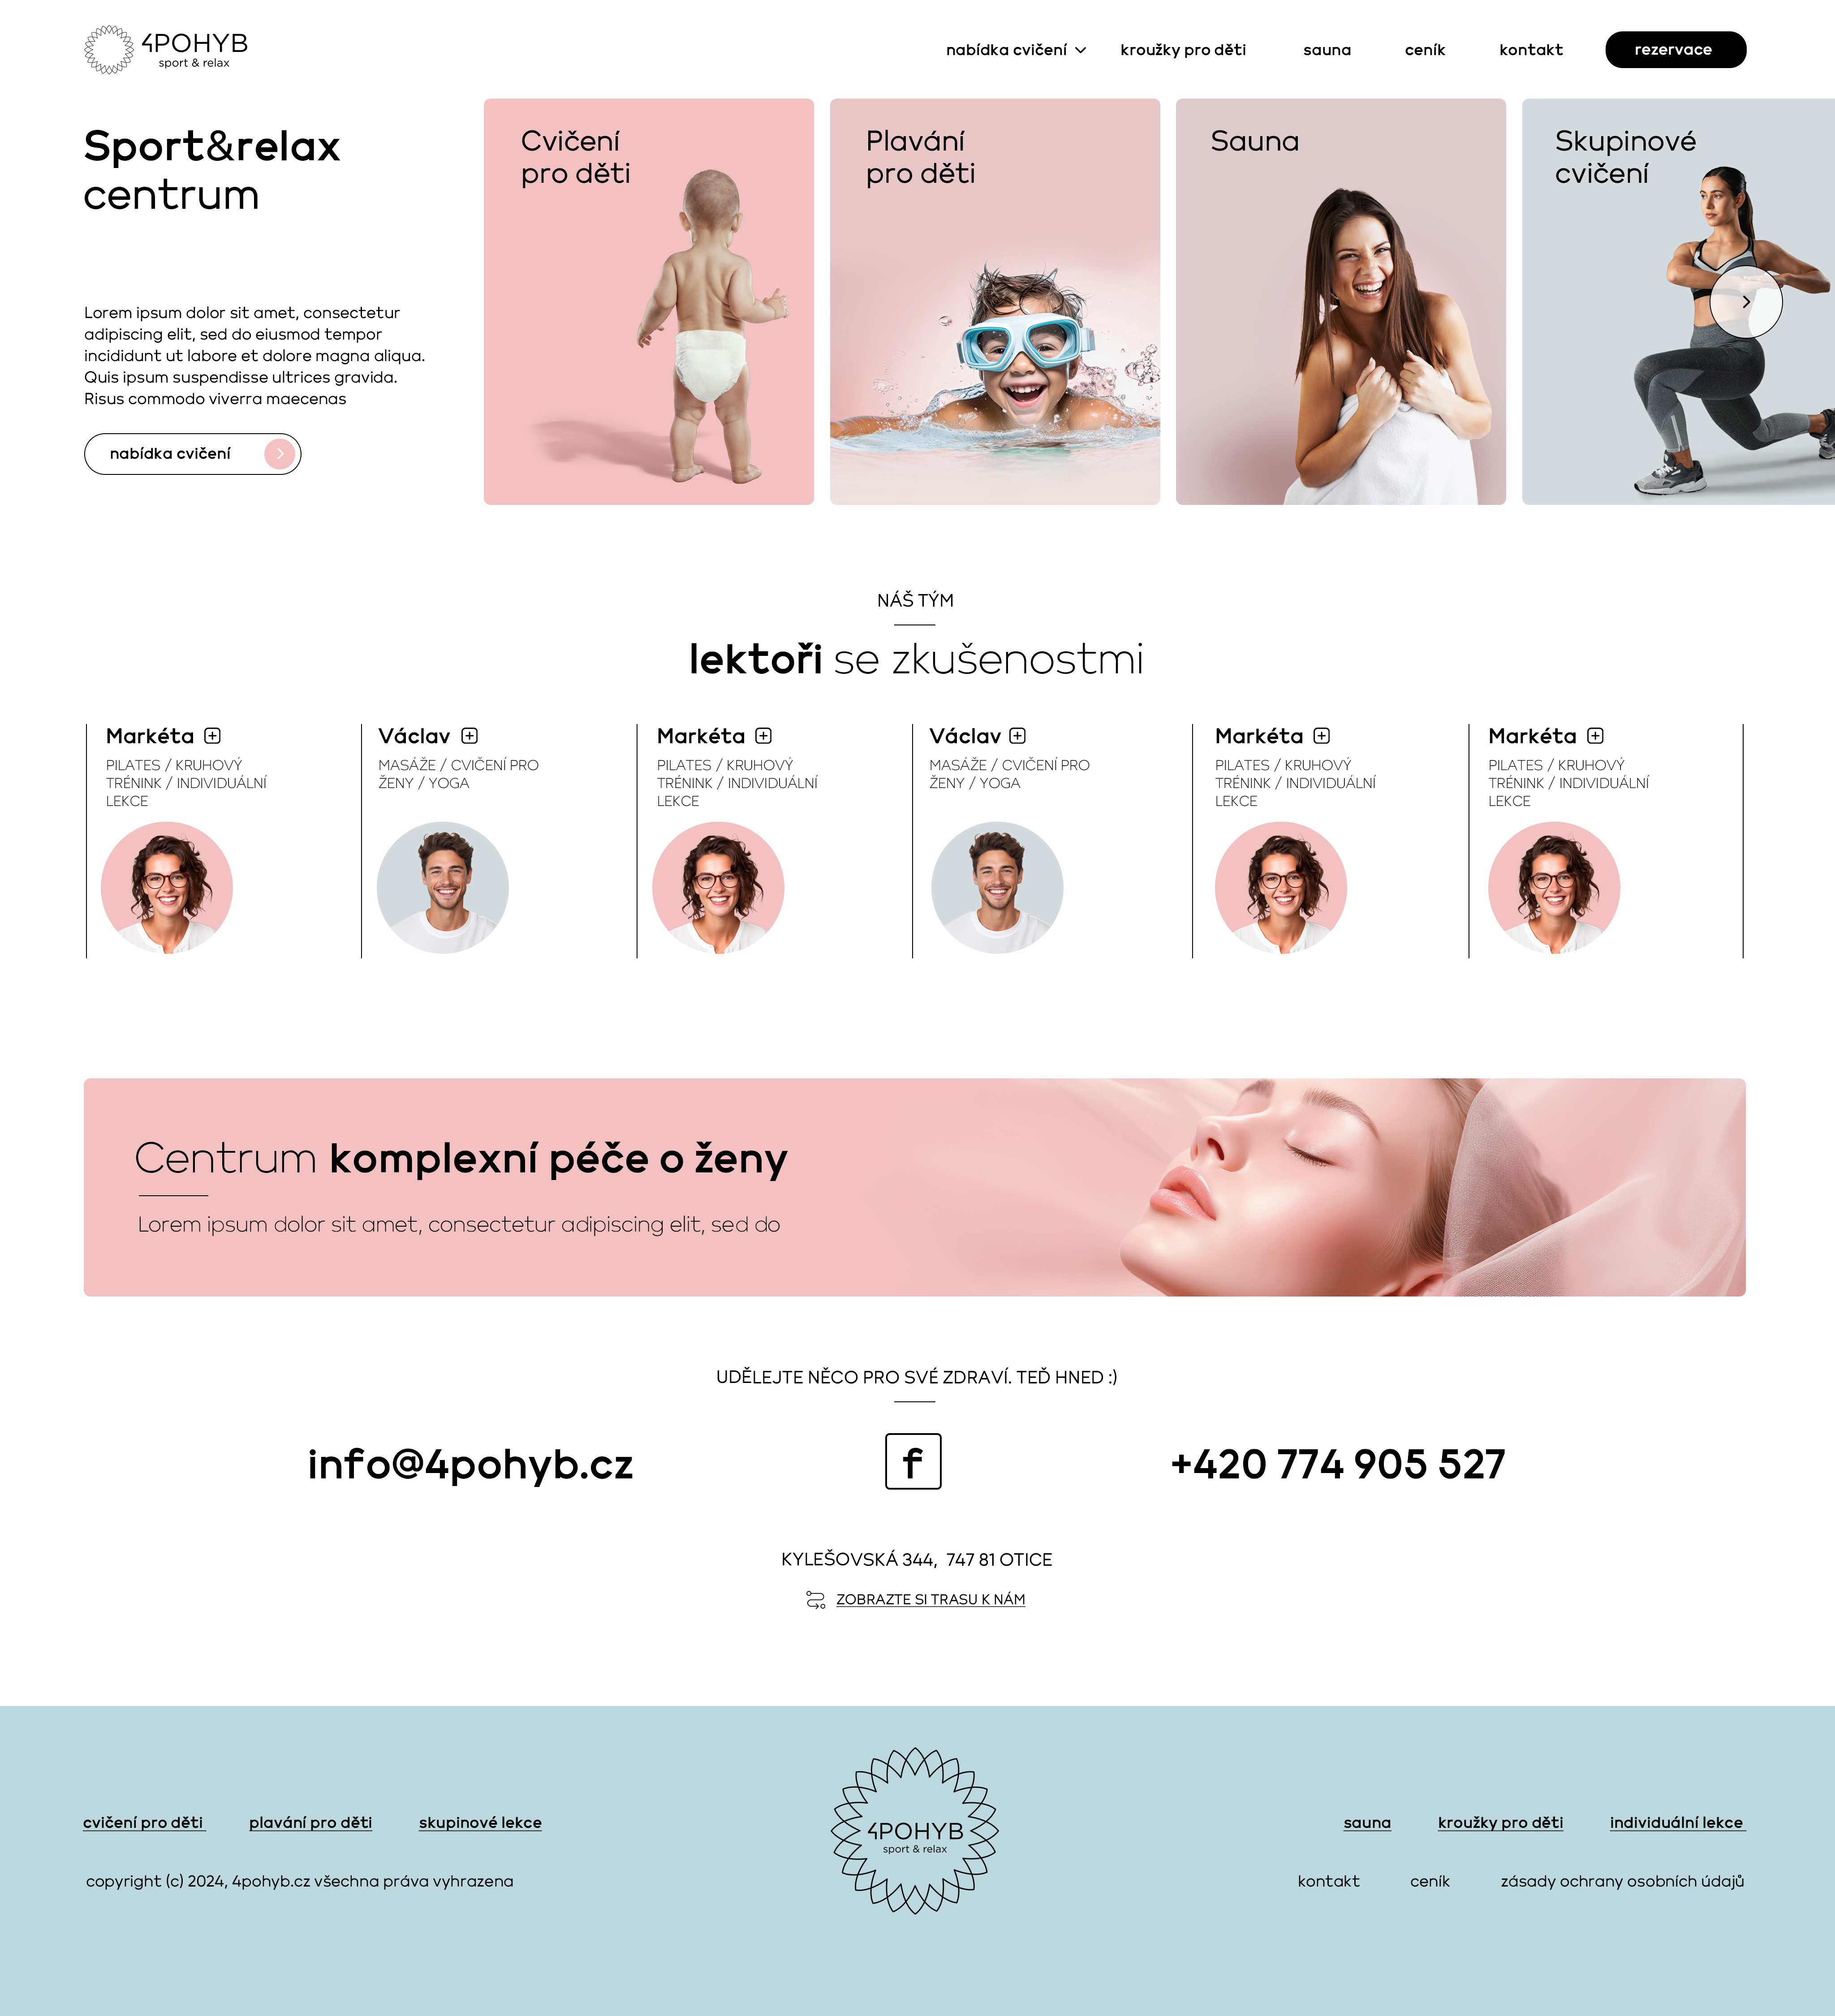 4POHYB
sport & relax
nabídka cvičení
kroužky pro děti
sauna
ceník
kontakt
rezervace
Sport&relax
centrum
Lorem ipsum dolor sit amet, consectetur
adipiscing elit, sed do eiusmod tempor
incididunt ut labore et dolore magna aliqua.
Quis ipsum suspendisse ultrices gravida.
Risus commodo viverra maecenas
nabídka cvičení
Cvičení
pro děti
Plavání
pro děti
Sauna
Skupinové
cvičení
NÁŠ TÝM
lektoři se zkušenostmi
Markéta
PILATES / KRUHOVÝ
TRÉNINK / INDIVIDUÁLNÍ
LEKCE
Václav
MASÁŽE / CVIČENÍ PRO
ŽENY / YOGA
Markéta
PILATES / KRUHOVÝ
TRÉNINK / INDIVIDUÁLNÍ
LEKCE
Václav
MASÁŽE / CVIČENÍ PRO
ŽENY / YOGA
Markéta
PILATES / KRUHOVÝ
TRÉNINK / INDIVIDUÁLNÍ
LEKCE
Markéta
PILATES / KRUHOVÝ
TRÉNINK / INDIVIDUÁLNÍ
LEKCE
Centrum komplexní péče o ženy
Lorem ipsum dolor sit amet, consectetur adipiscing elit, sed do
UDĚLEJTE NĚCO PRO SVÉ ZDRAVÍ. TEĎ HNED :)
info@4pohyb.cz
f
+420 774 905 527
KYLEŠOVSKÁ 344, 747 81 OTICE
ZOBRAZTE SI TRASU K NÁM
cvičení pro děti
plavání pro děti
skupinové lekce
copyright (c) 2024, 4pohyb.cz všechna práva vyhrazena
4POHYB
sport & relax
sauna
kroužky pro děti
individuální lekce
kontakt
ceník
zásady ochrany osobních údajů